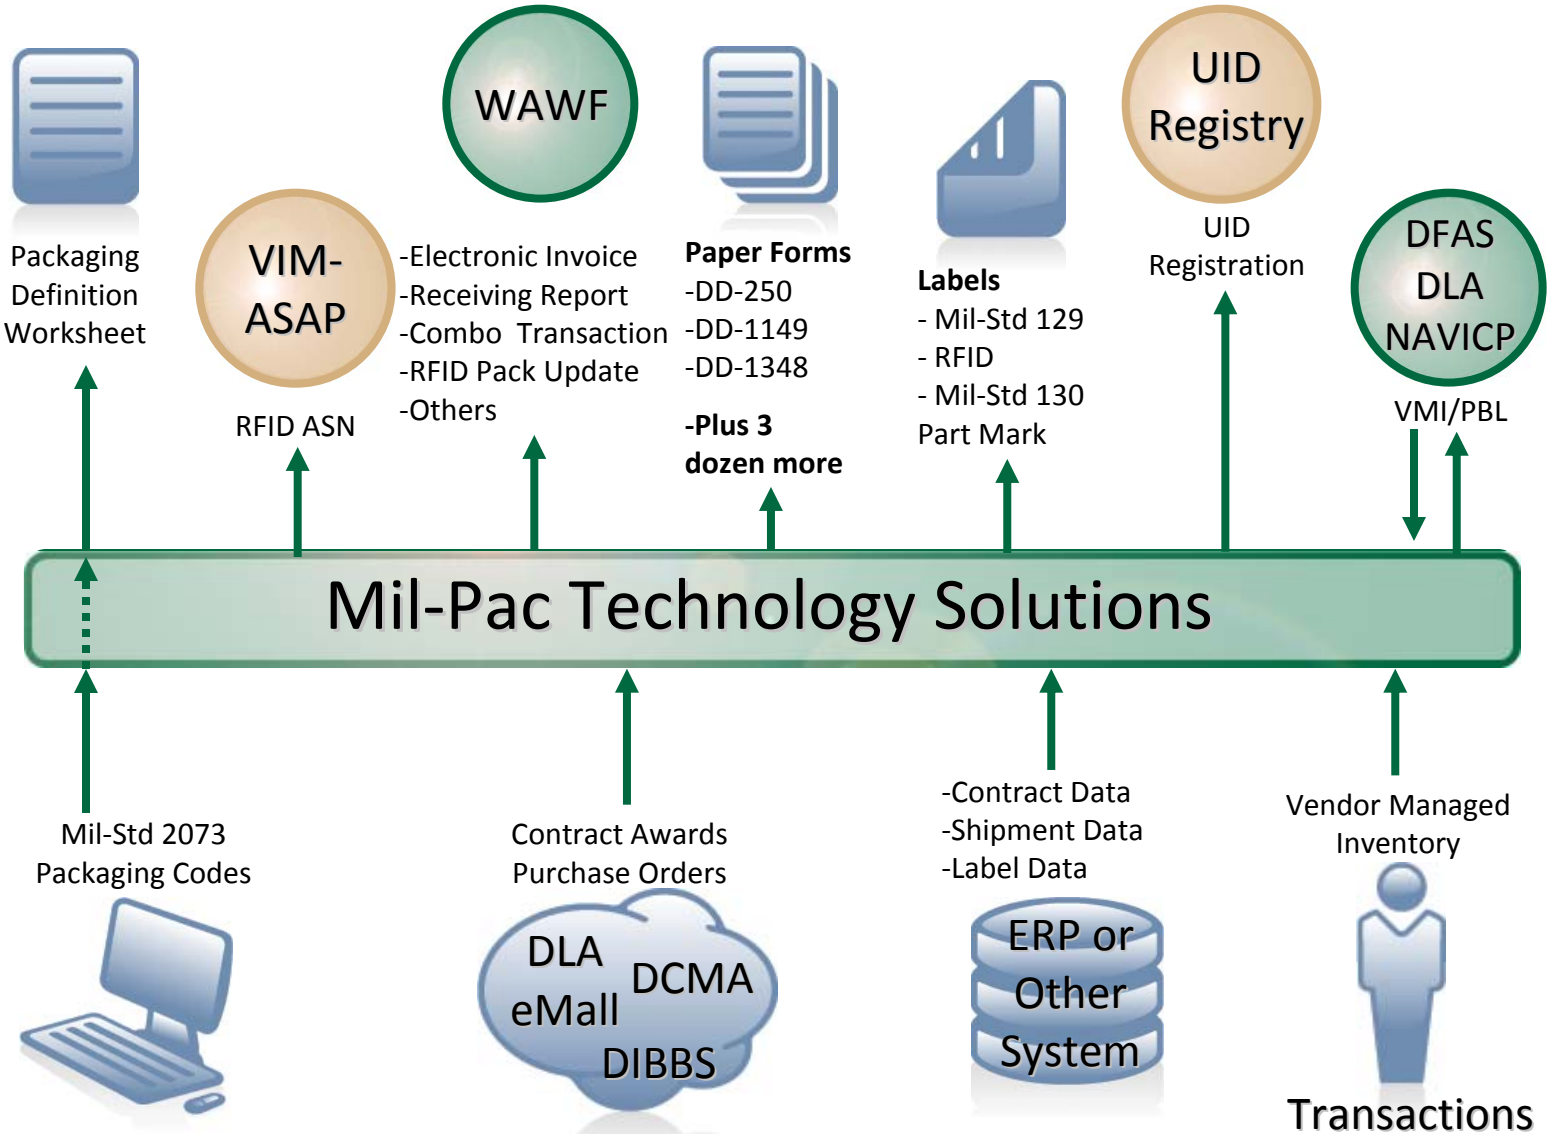 Packaging
Definition
Worksheet
VIM-
ASAP
RFID ASN
WAWF
-Electronic Invoice
-Receiving Report
-Combo  Transaction
-RFID Pack Update
-Others
Paper Forms
-DD-250
-DD-1149
-DD-1348
-Plus 3
dozen more
Labels
- Mil-Std 129
- RFID
- Mil-Std 130
Part Mark
UID
Registry
UID
Registration
DFAS
DLA
NAVICP
VMI/PBL
Mil-Pac Technology Solutions
Mil-Std 2073
Packaging Codes
Contract Awards
Purchase Orders
DLA
eMall
DCMA
DIBBS
-Contract Data
-Shipment Data
-Label Data
ERP or
Other
System
Vendor Managed
Inventory
Transactions